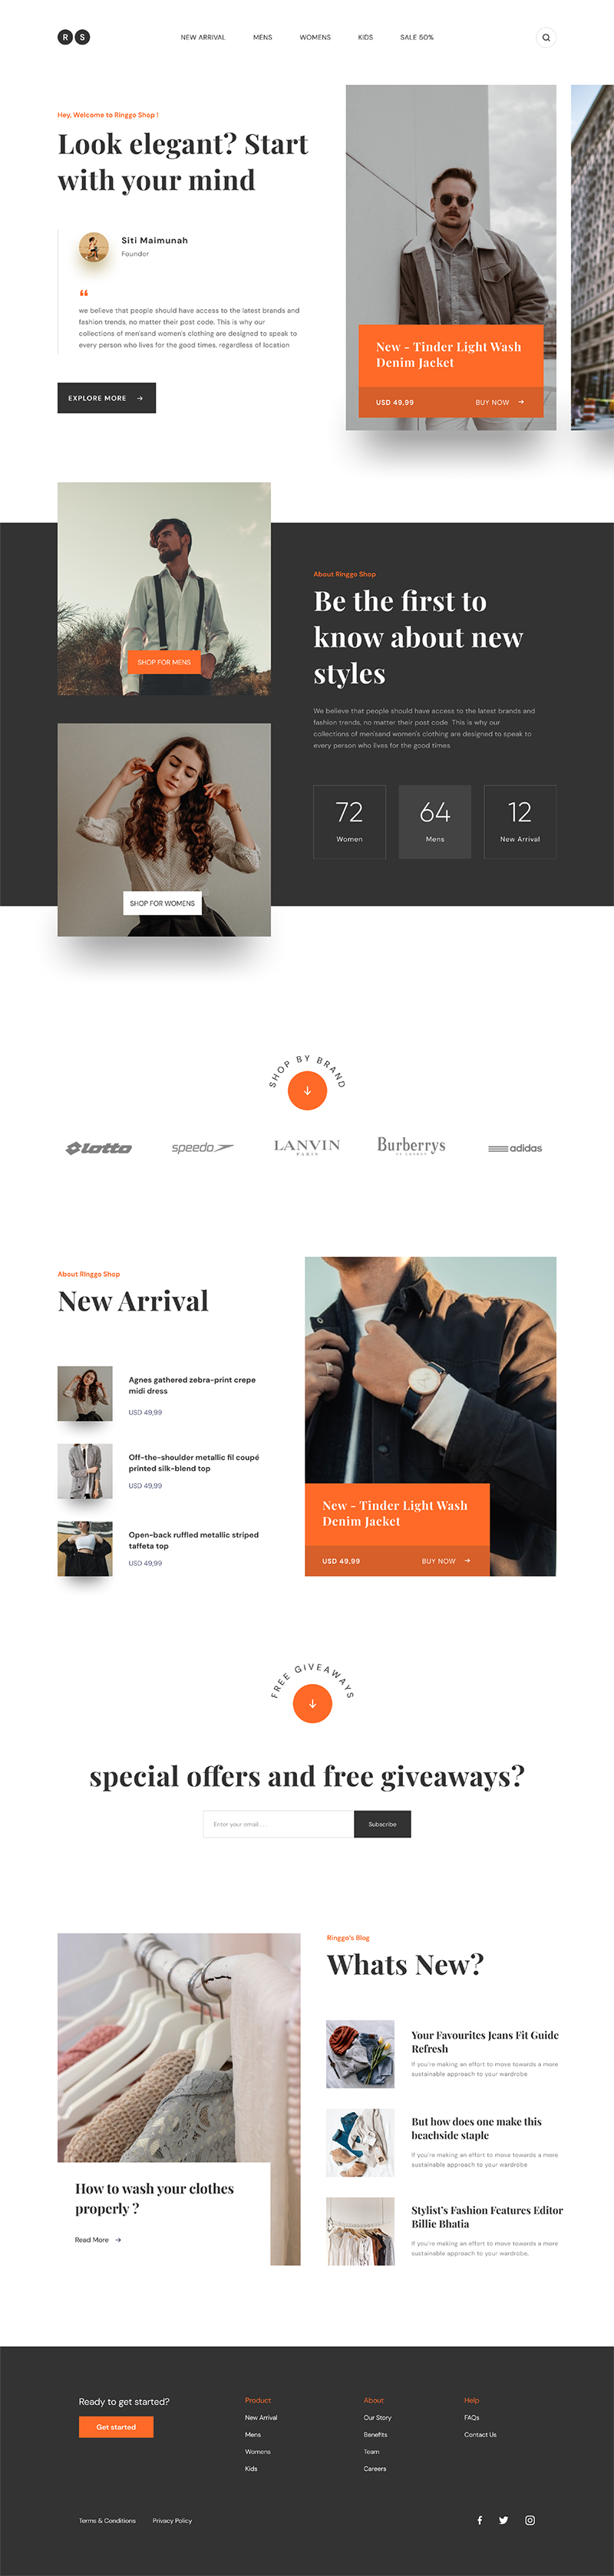 R S
NEW ARRIVAL
MENS
WOMENS
KIDS
SALE 50%
Hey, Welcome to Ringgo Shop !
Look elegant? Start
with your mind
Siti Maimunah
Founder
“
we believe that people should have access to the latest brands and
fashion trends, no matter their post code. This is why our
collections of men'sand women's clothing are designed to speak to
every person who lives for the good times, regardless of location
EXPLORE MORE →
New - Tinder Light Wash
Denim Jacket
USD 49,99
BUY NOW →
SHOP FOR MENS
About Ringgo Shop
Be the first to
know about new
styles
We believe that people should have access to the latest brands and
fashion trends, no matter their post code  This is why our
collections of men'sand women's clothing are designed to speak to
every person who lives for the good times
72
Women
64
Mens
12
New Arrival
SHOP FOR WOMENS
SHOP BY BRAND
lotto
speedo
LANVIN
PARIS
Burberrys
OF LONDON
adidas
About Ringgo Shop
New Arrival
Agnes gathered zebra-print crepe
midi dress
USD 49,99
Off-the-shoulder metallic fil coupé
printed silk-blend top
USD 49,99
Open-back ruffled metallic striped
taffeta top
USD 49,99
New - Tinder Light Wash
Denim Jacket
USD 49,99
BUY NOW →
FREE GIVEAWAYS
special offers and free giveaways?
Enter your email . . .
Subscribe
How to wash your clothes
properly ?
Read More →
Ringgo's Blog
Whats New?
Your Favourites Jeans Fit Guide
Refresh
If you're making an effort to move towards a more
sustainable approach to your wardrobe
But how does one make this
beachside staple
If you're making an effort to move towards a more
sustainable approach to your wardrobe
Stylist's Fashion Features Editor
Billie Bhatia
If you're making an effort to move towards a more
sustainable approach to your wardrobe.
Ready to get started?
Get started
Product
New Arrival
Mens
Womens
Kids
About
Our Story
Benefits
Team
Careers
Help
FAQs
Contact Us
Terms & Conditions
Privacy Policy